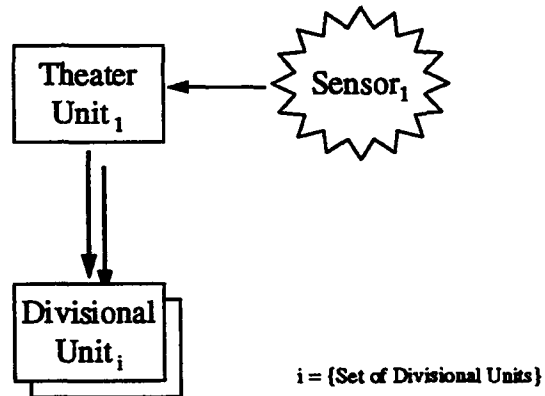 Theater
Unit₁
Sensor₁
Divisional
Unitᵢ
i = {Set of Divisional Units}